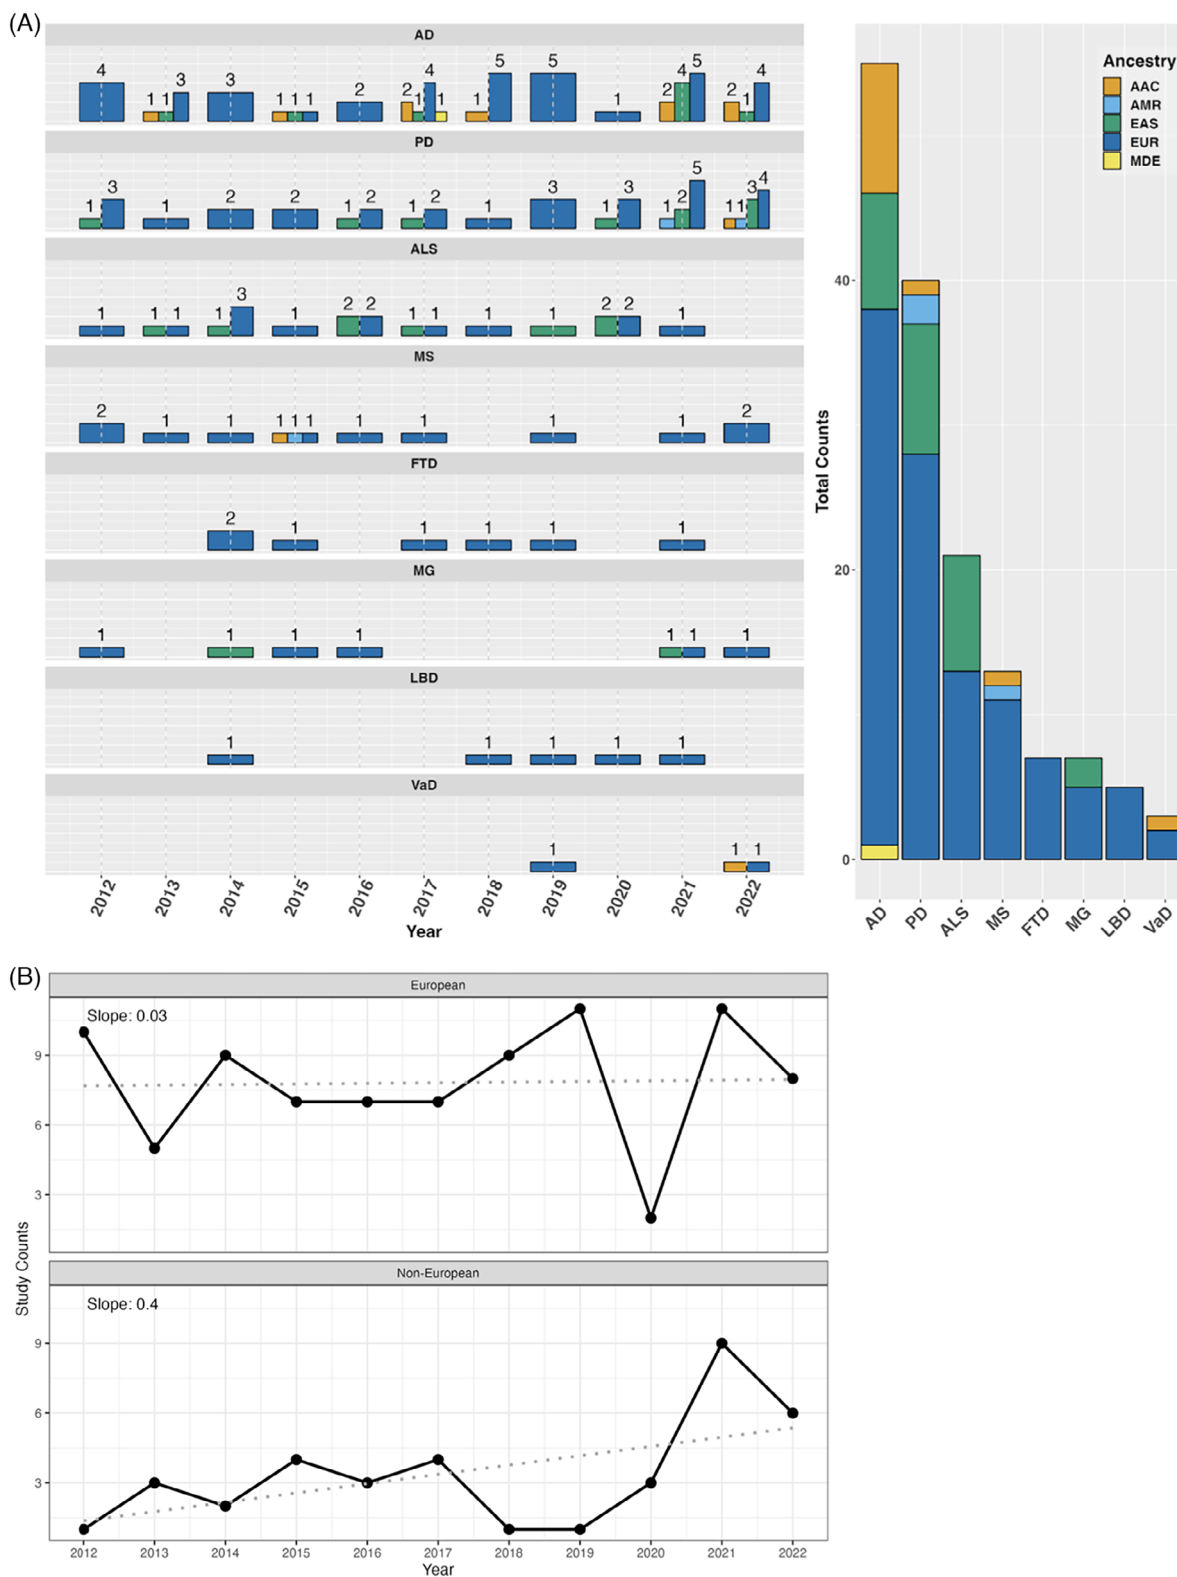 (A)
AD
4 1 1 3 3 1 1 1 2 2 1 4 1 1 5 5 1 2 4 5 2 1 4
PD
1 3 1 2 2 1 2 1 2 1 3 1 3 1 2 5 1 1 3 4
ALS
1 1 1 1 3 1 2 2 1 1 1 1 2 2 1
MS
2 1 1 1 1 1 1 1 1 1 2
FTD
2 1 1 1 1 1
MG
1 1 1 1 1 1 1
LBD
1 1 1 1 1
VaD
1 1 1
2012 2013 2014 2015 2016 2017 2018 2019 2020 2021 2022
Year
Ancestry
AAC
AMR
EAS
EUR
MDE
Total Counts
40
20
0
AD PD ALS MS FTD MG LBD VaD
(B)
European
Slope: 0.03
9
6
3
Study Counts
Non-European
Slope: 0.4
9
6
3
2012 2013 2014 2015 2016 2017 2018 2019 2020 2021 2022
Year